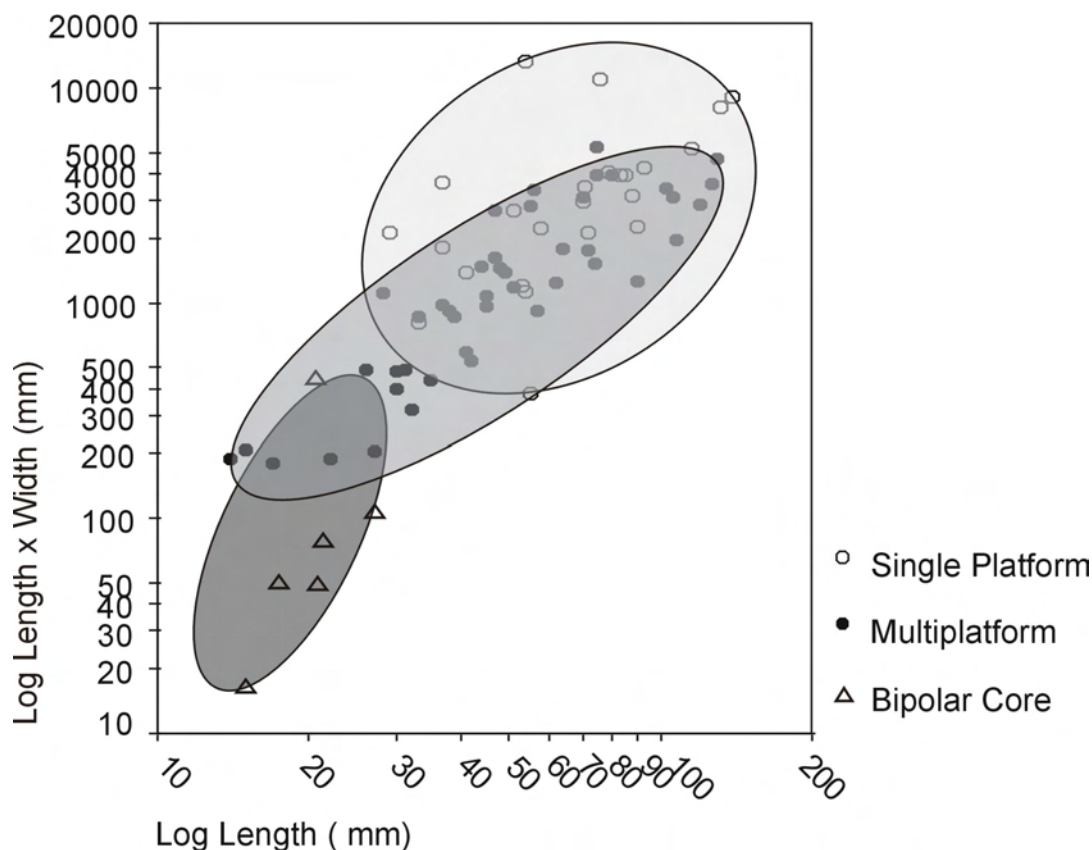 20000
10000
5000
4000
3000
2000
1000
500
400
300
200
100
50
40
30
20
10
Log Length x Width (mm)
10 20 30 40 50 60 70 80 90 100 200
Log Length ( mm)
Single Platform
Multiplatform
Bipolar Core